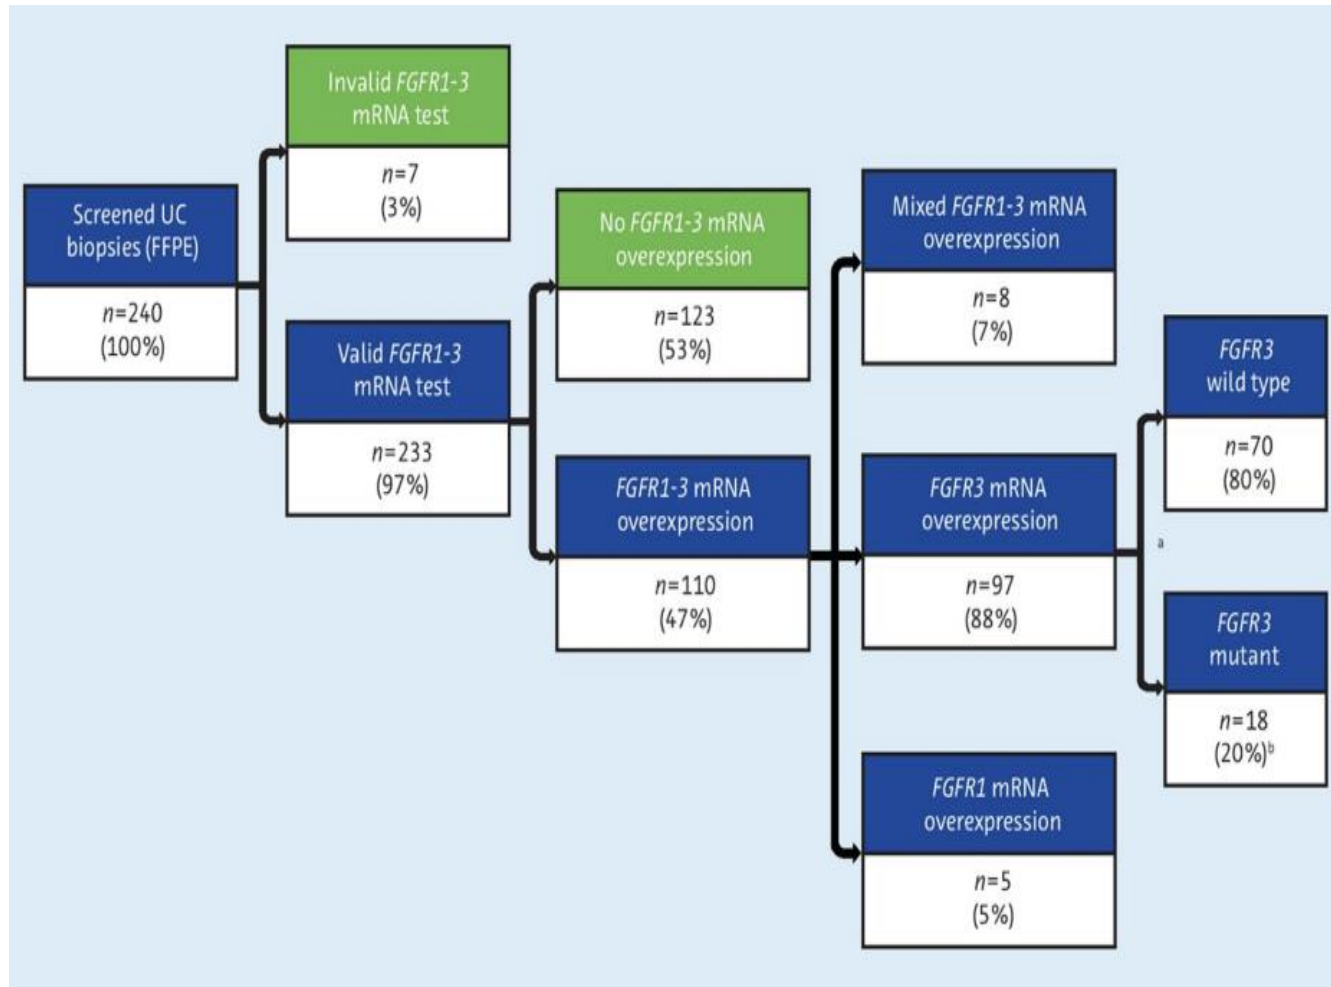 Screened UC
biopsies (FFPE)
n=240
(100%)
Invalid FGFR1-3
mRNA test
n=7
(3%)
Valid FGFR1-3
mRNA test
n=233
(97%)
No FGFR1-3 mRNA
overexpression
n=123
(53%)
FGFR1-3 mRNA
overexpression
n=110
(47%)
Mixed FGFR1-3 mRNA
overexpression
n=8
(7%)
FGFR3 mRNA
overexpression
n=97
(88%)
FGFR1 mRNA
overexpression
n=5
(5%)
FGFR3
wild type
n=70
(80%)
a
FGFR3
mutant
n=18
(20%)ᵇ